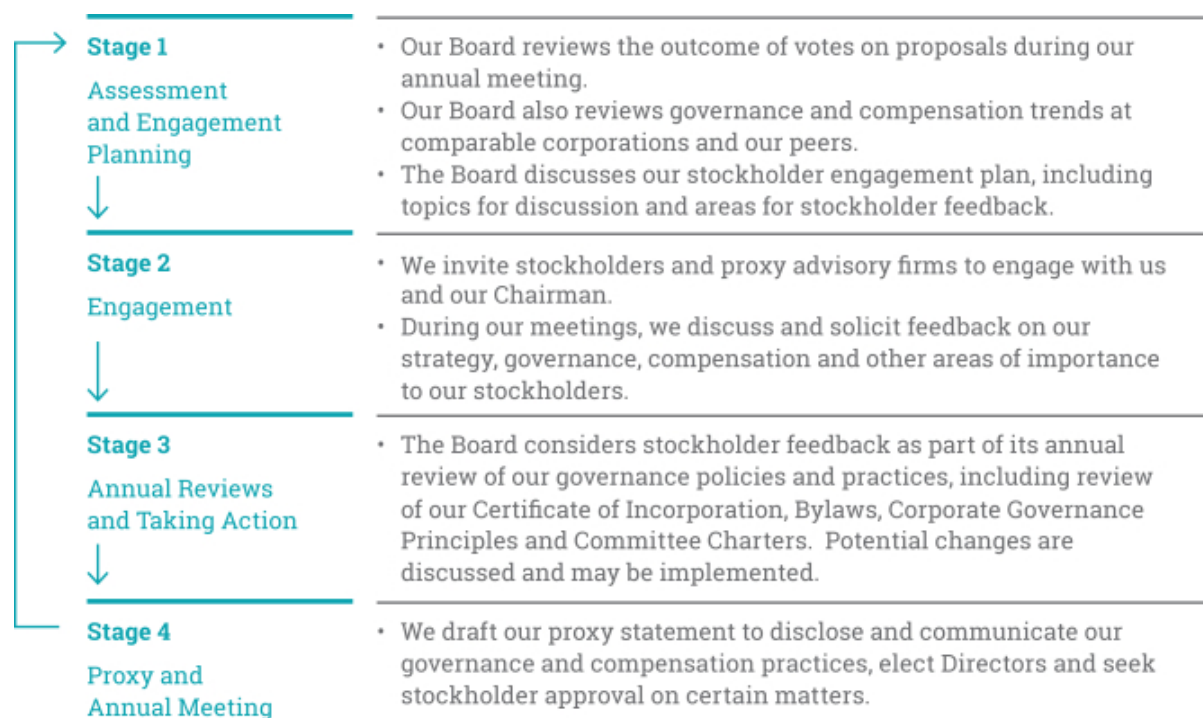 Stage 1
Assessment
and Engagement
Planning
• Our Board reviews the outcome of votes on proposals during our
annual meeting.
• Our Board also reviews governance and compensation trends at
comparable corporations and our peers.
• The Board discusses our stockholder engagement plan, including
topics for discussion and areas for stockholder feedback.
Stage 2
Engagement
• We invite stockholders and proxy advisory firms to engage with us
and our Chairman.
• During our meetings, we discuss and solicit feedback on our
strategy, governance, compensation and other areas of importance
to our stockholders.
Stage 3
Annual Reviews
and Taking Action
• The Board considers stockholder feedback as part of its annual
review of our governance policies and practices, including review
of our Certificate of Incorporation, Bylaws, Corporate Governance
Principles and Committee Charters.  Potential changes are
discussed and may be implemented.
Stage 4
Proxy and
Annual Meeting
• We draft our proxy statement to disclose and communicate our
governance and compensation practices, elect Directors and seek
stockholder approval on certain matters.